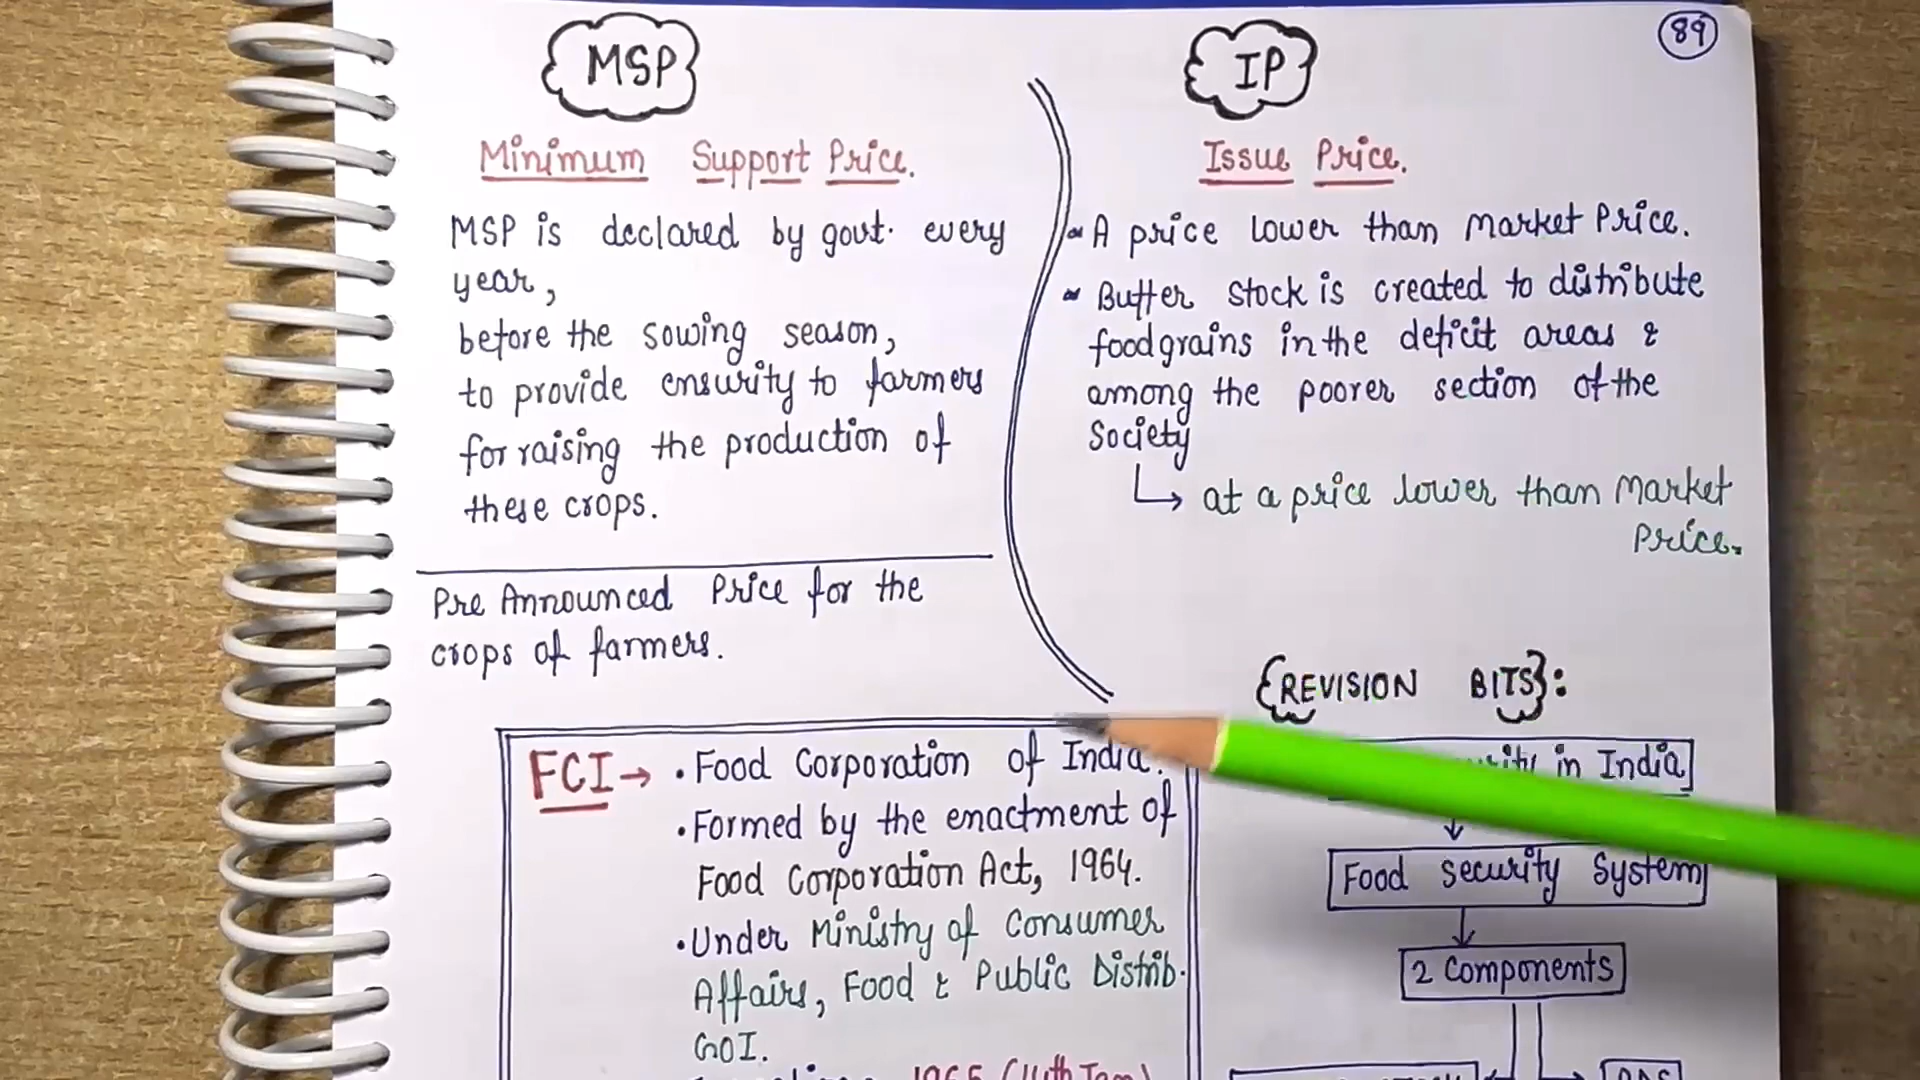 89
MSP
Minimum Support Price.
MSP is declared by govt. every
year,
before the sowing season,
to provide ensurity to farmers
for raising the production of
these crops.
Pre Announced Price for the
crops of farmers.
IP
Issue Price.
A price lower than Market Price.
Buffer stock is created to distribute
foodgrains in the deficit areas &
among the poorer section of the
Society
at a price lower than Market
Price.
FCI → • Food Corporation of India.
• Formed by the enactment of
Food Corporation Act, 1964.
• Under Ministry of Consumer
Affairs, Food & Public Distrib.
GOI.
1965 (14th Jan)
REVISION BITS:
in India
Food Security System
2 Components